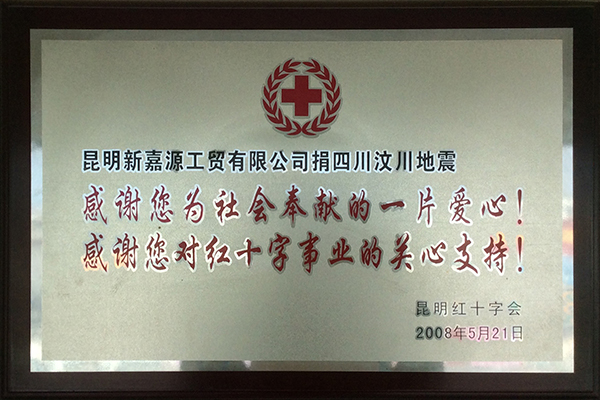 昆明新嘉源工贸有限公司捐四川汶川地震
感谢您为社会奉献的一片爱心！
感谢您对红十字事业的关心支持！
昆明红十字会
2008年5月21日